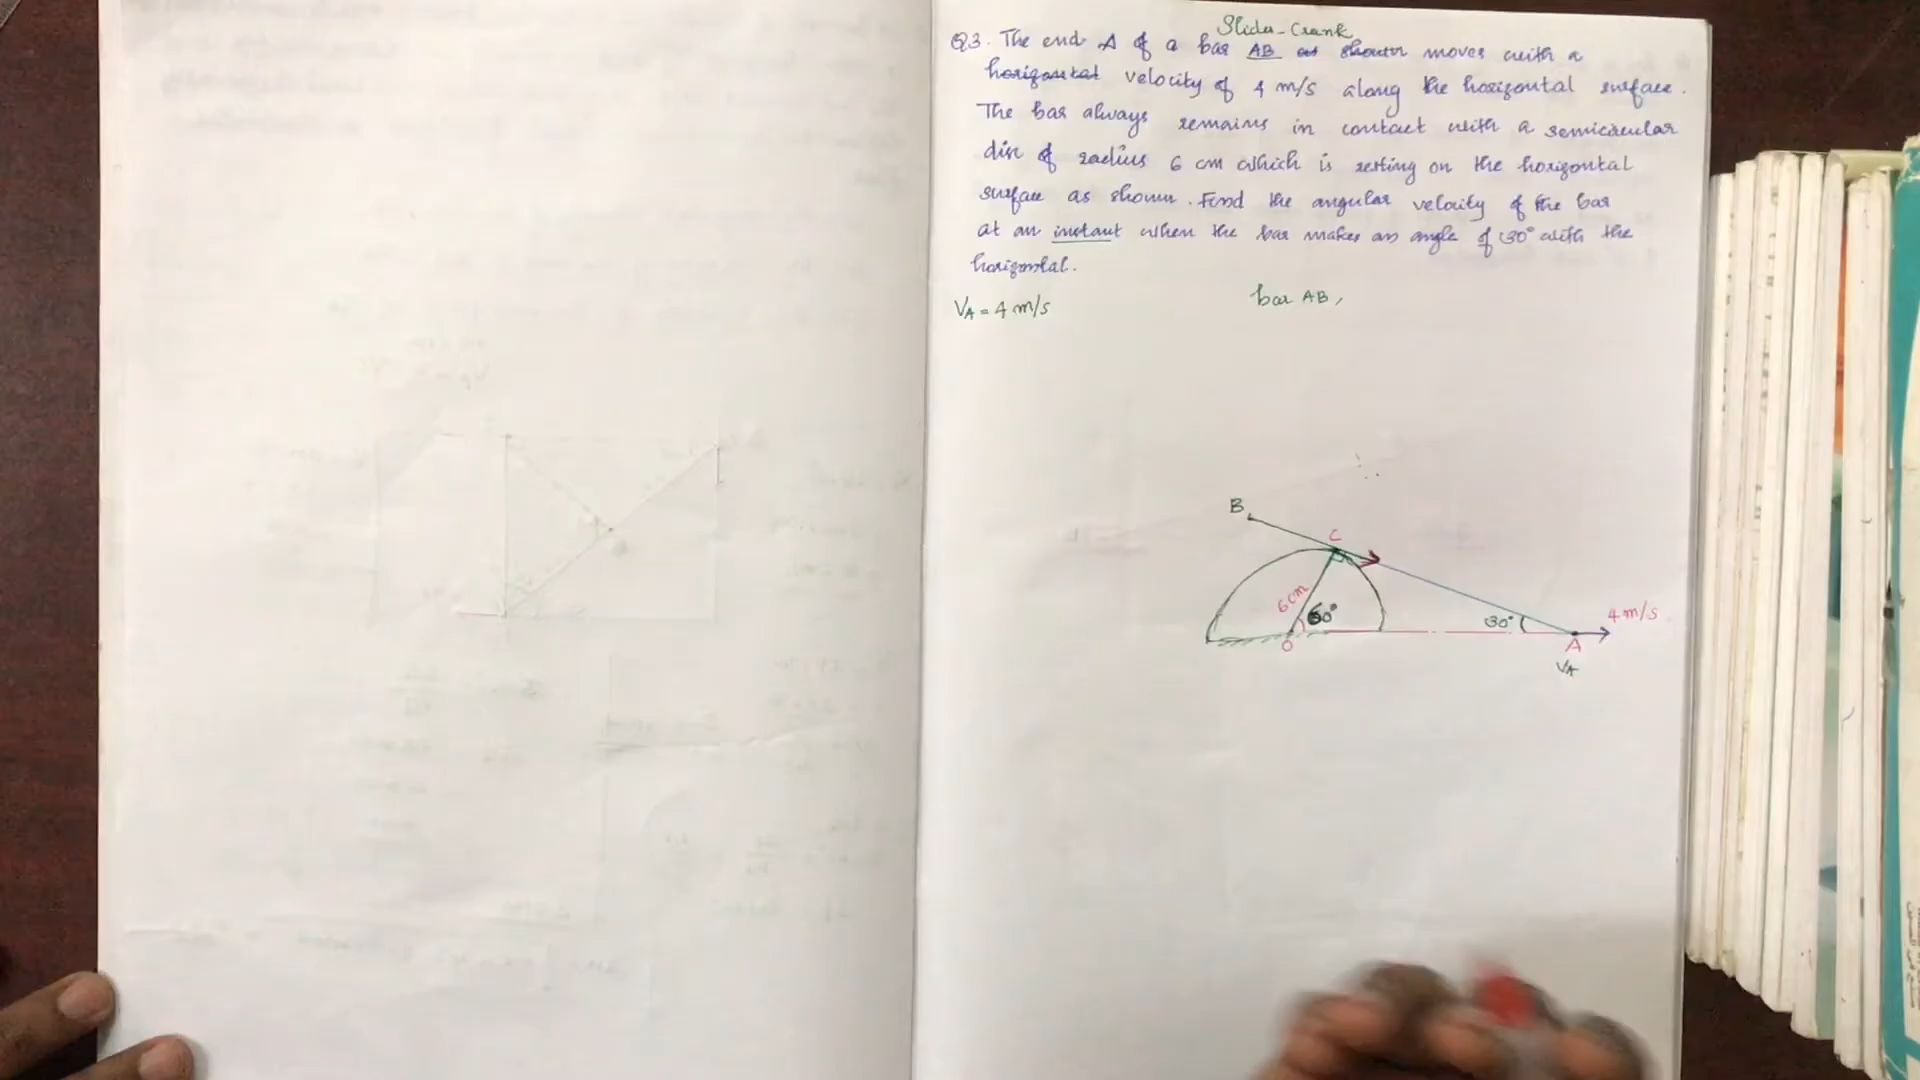 Slider-Crank
Q3. The end A of a bar AB as shown moves with a
horizontal velocity of 4 m/s along the horizontal surface.
The bar always remains in contact with a semicircular
disc of radius 6 cm which is resting on the horizontal
surface as shown. Find the angular velocity of the bar
at an instant when the bar makes an angle of 30° with the
horizontal.
VA = 4 m/s
bar AB,
B
C
6cm
60°
30°
4 m/s
O
A
VA